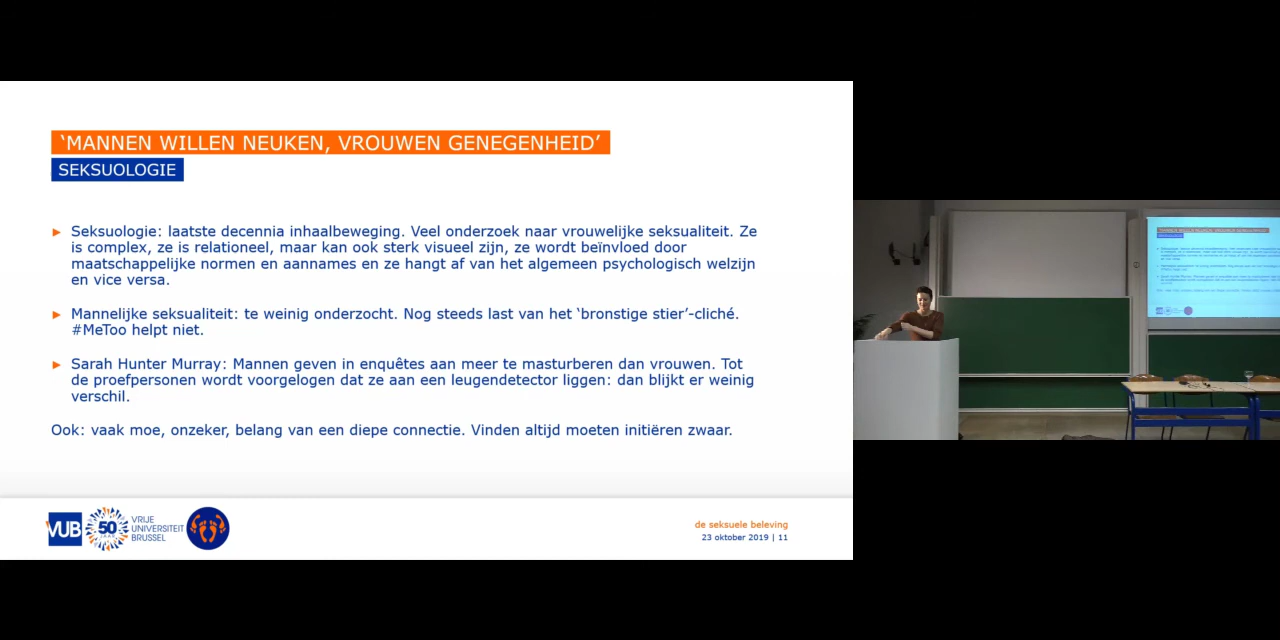 ‘MANNEN WILLEN NEUKEN, VROUWEN GENEGENHEID’
SEKSUOLOGIE
► Seksuologie: laatste decennia inhaalbeweging. Veel onderzoek naar vrouwelijke seksualiteit. Ze
is complex, ze is relationeel, maar kan ook sterk visueel zijn, ze wordt beïnvloed door
maatschappelijke normen en aannames en ze hangt af van het algemeen psychologisch welzijn
en vice versa.
► Mannelijke seksualiteit: te weinig onderzocht. Nog steeds last van het ‘bronstige stier’-cliché.
#MeToo helpt niet.
► Sarah Hunter Murray: Mannen geven in enquêtes aan meer te masturberen dan vrouwen. Tot
de proefpersonen wordt voorgelogen dat ze aan een leugendetector liggen: dan blijkt er weinig
verschil.
Ook: vaak moe, onzeker, belang van een diepe connectie. Vinden altijd moeten initiëren zwaar.
VUB
50
JAAR
VRIJE
UNIVERSITEIT
BRUSSEL
de seksuele beleving
23 oktober 2019 | 11